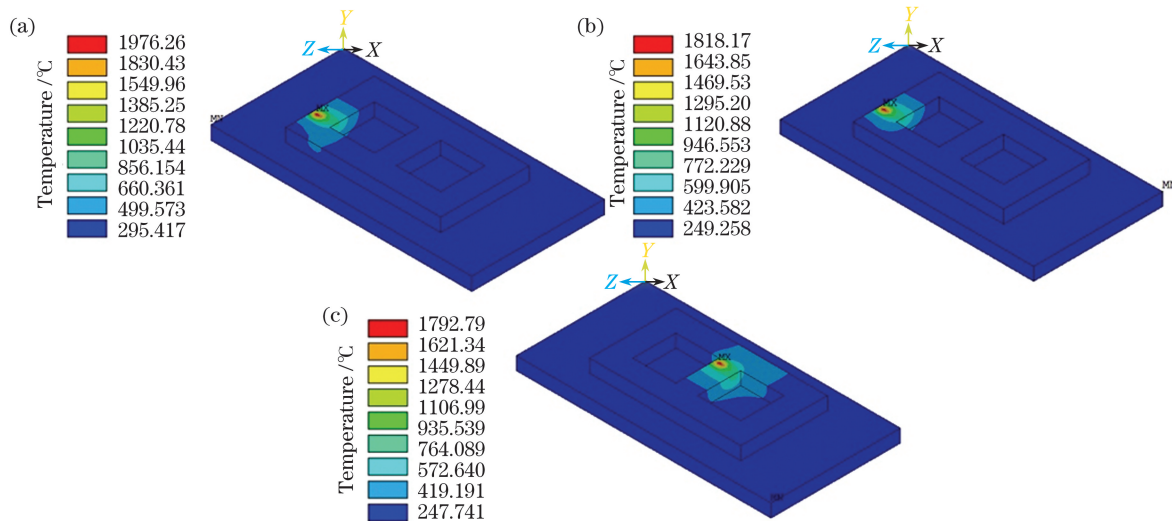 (a)
Temperature /℃
1976.26
1830.43
1549.96
1385.25
1220.78
1035.44
856.154
660.361
499.573
295.417
Y
Z
X
MX
MN
(b)
Temperature /℃
1818.17
1643.85
1469.53
1295.20
1120.88
946.553
772.229
599.905
423.582
249.258
Y
Z
X
MX
(c)
Temperature /℃
1792.79
1621.34
1449.89
1278.44
1106.99
935.539
764.089
572.640
419.191
247.741
Y
Z
X
MX
MN